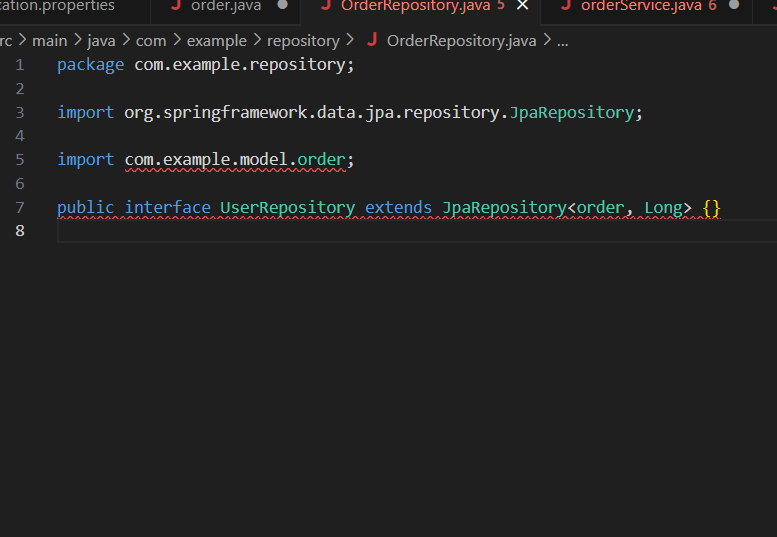 cation.properties J order.java ● J OrderRepository.java 5 × J orderService.java 6 ●
rc > main > java > com > example > repository > J OrderRepository.java > ...
1 package com.example.repository;
2
3 import org.springframework.data.jpa.repository.JpaRepository;
4
5 import com.example.model.order;
6
7 public interface UserRepository extends JpaRepository<order, Long> {}
8